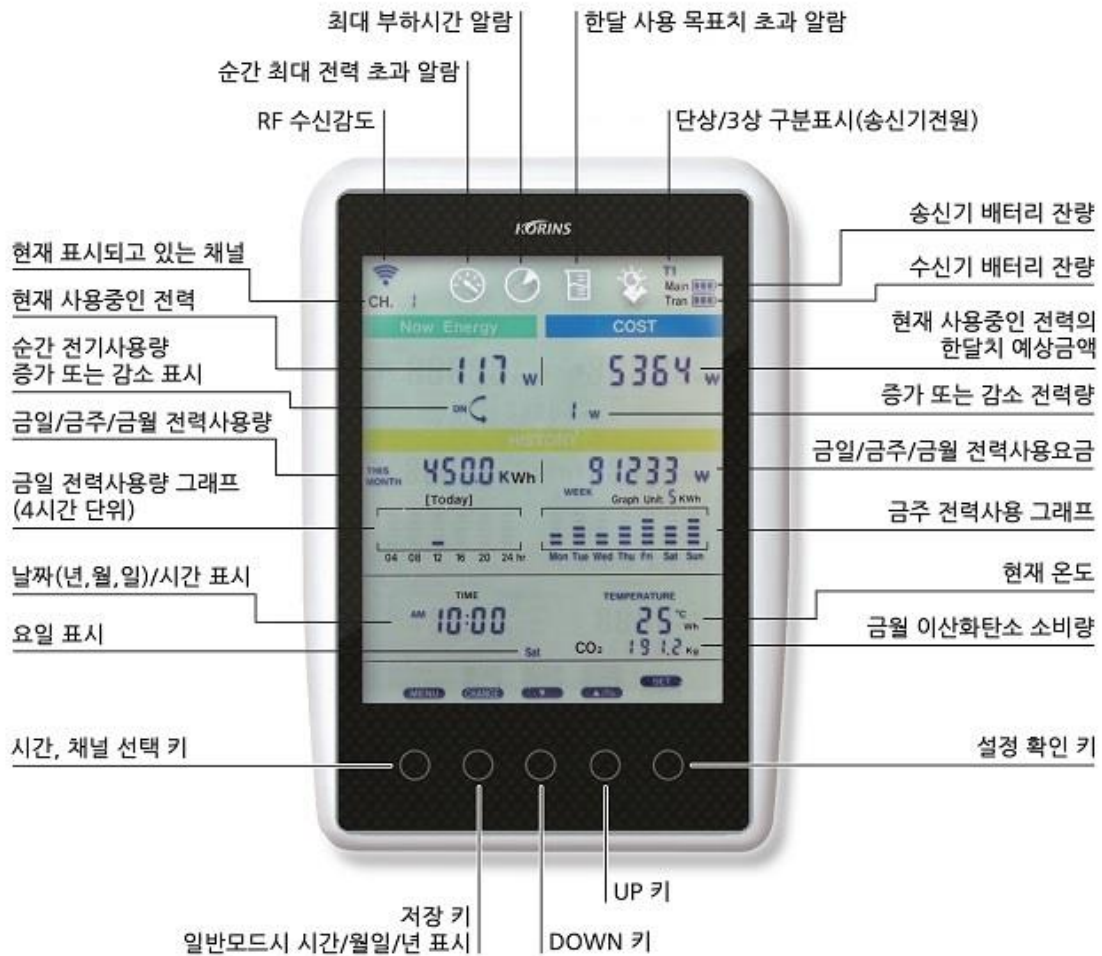 최대 부하시간 알람
한달 사용 목표치 초과 알람
순간 최대 전력 초과 알람
RF 수신감도
단상/3상 구분표시(송신기전원)
KORINS
송신기 배터리 잔량
현재 표시되고 있는 채널
수신기 배터리 잔량
T1
Main
Tran
CH. 1
현재 사용중인 전력
현재 사용중인 전력의
한달치 예상금액
Now Energy
COST
순간 전기사용량
증가 또는 감소 표시
117 W
5364 W
ON
1 W
증가 또는 감소 전력량
금일/금주/금월 전력사용량
HISTORY
금일/금주/금월 전력사용요금
THIS
MONTH
450.0 KWh
91233 W
금일 전력사용량 그래프
(4시간 단위)
[Today]
WEEK
Graph Unit: 5 KWh
금주 전력사용 그래프
04 08 12 16 20 24 hr
Mon Tue Wed Thu Fri Sat Sun
날짜(년,월,일)/시간 표시
현재 온도
TIME
TEMPERATURE
AM 10:00
25 °C
Wh
요일 표시
Sat
CO₂ 191.2 Kg
금월 이산화탄소 소비량
MENU
CHANGE
▼
▲
SET
시간, 채널 선택 키
설정 확인 키
UP 키
저장 키
일반모드시 시간/월일/년 표시
DOWN 키